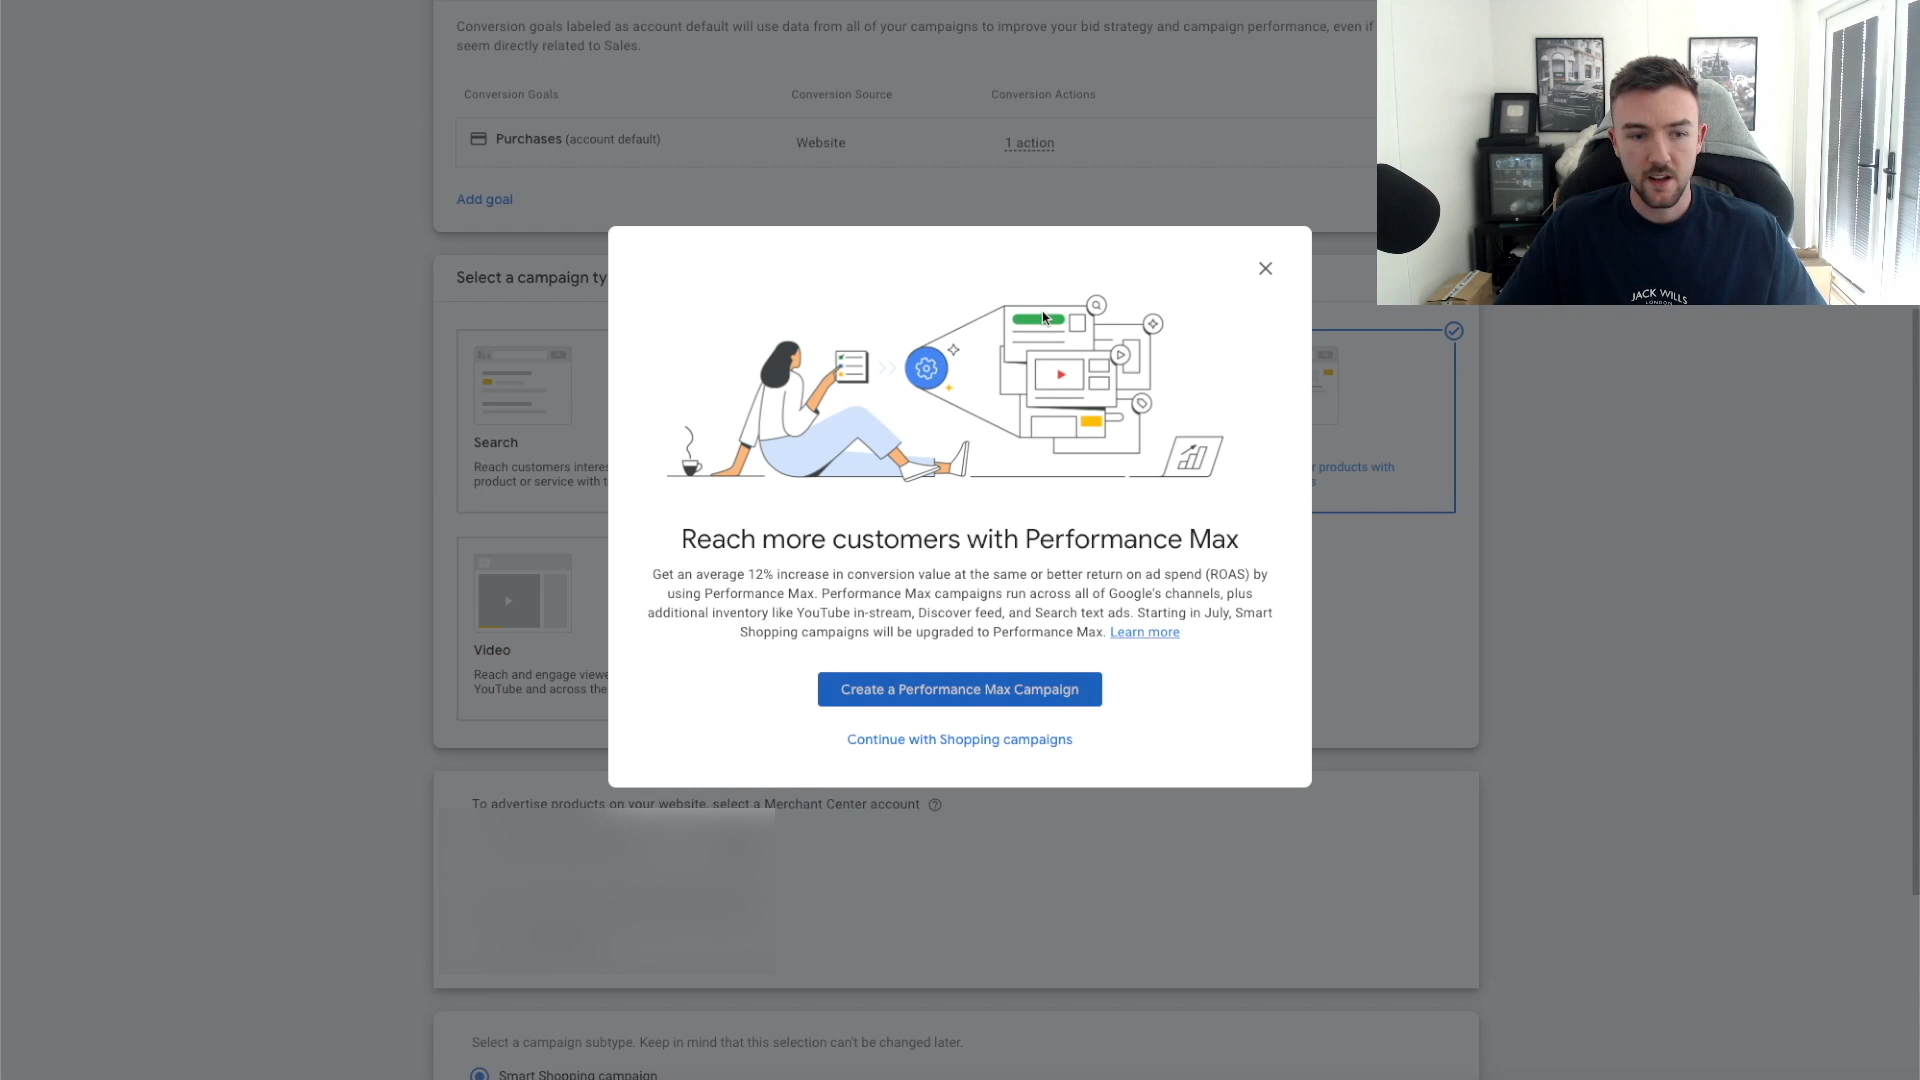 Conversion goals labeled as account default will use data from all of your campaigns to improve your bid strategy and campaign performance, even if
seem directly related to Sales.
Conversion Goals Conversion Source Conversion Actions
Purchases (account default) Website 1 action
Add goal
JACK WILLS
LONDON
Select a campaign ty
Search
Reach customers interes
product or service with t
r products with
s
Video
Reach and engage viewe
YouTube and across the
Reach more customers with Performance Max
Get an average 12% increase in conversion value at the same or better return on ad spend (ROAS) by
using Performance Max. Performance Max campaigns run across all of Google's channels, plus
additional inventory like YouTube in-stream, Discover feed, and Search text ads. Starting in July, Smart
Shopping campaigns will be upgraded to Performance Max. Learn more
Create a Performance Max Campaign
Continue with Shopping campaigns
To advertise products on your website, select a Merchant Center account
Select a campaign subtype. Keep in mind that this selection can't be changed later.
Smart Shopping campaign